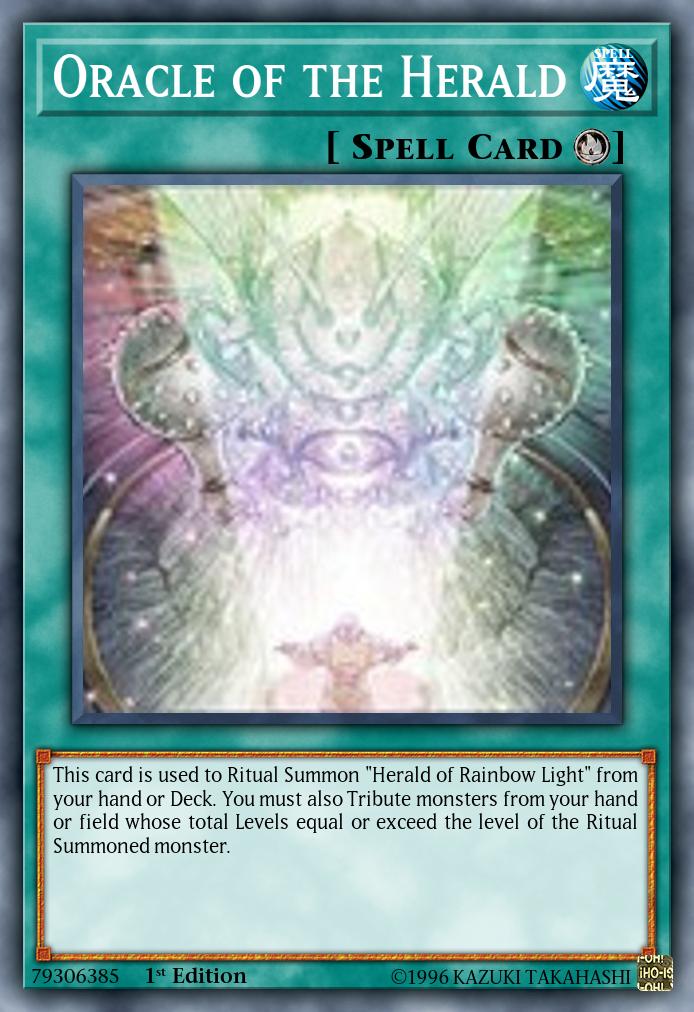 ORACLE OF THE HERALD
SPELL
魔
[ SPELL CARD ]
This card is used to Ritual Summon "Herald of Rainbow Light" from
your hand or Deck. You must also Tribute monsters from your hand
or field whose total Levels equal or exceed the level of the Ritual
Summoned monster.
79306385 1st Edition ©1996 KAZUKI TAKAHASHI